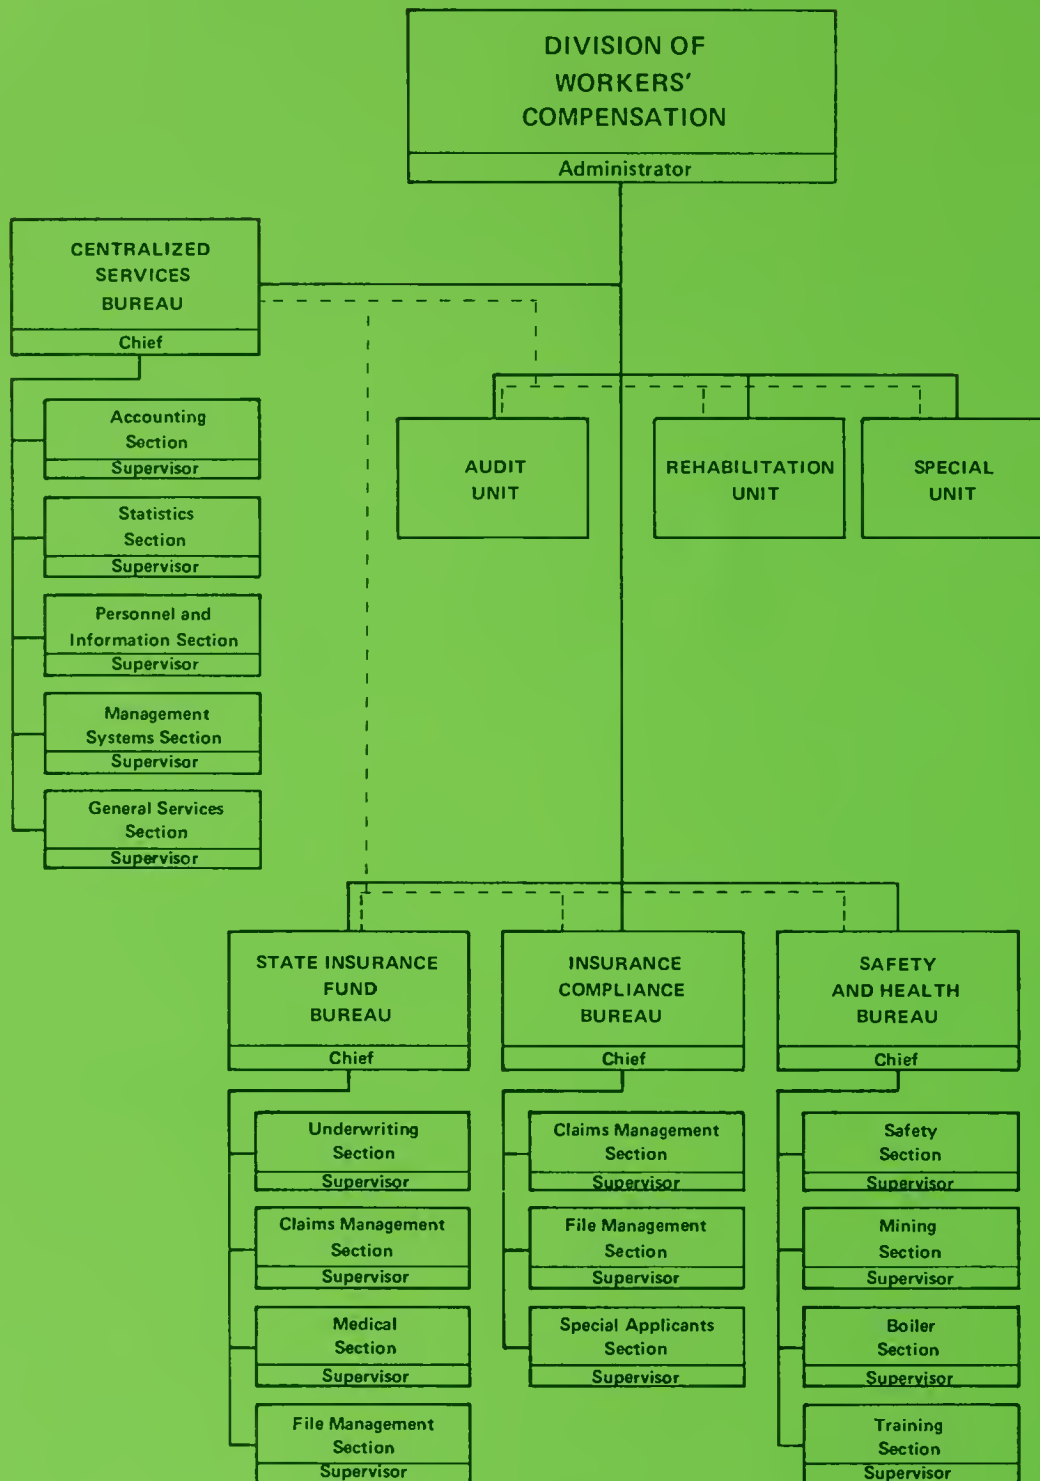 DIVISION OF
WORKERS'
COMPENSATION
Administrator
CENTRALIZED
SERVICES
BUREAU
Chief
Accounting
Section
Supervisor
Statistics
Section
Supervisor
Personnel and
Information Section
Supervisor
Management
Systems Section
Supervisor
General Services
Section
Supervisor
AUDIT
UNIT
REHABILITATION
UNIT
SPECIAL
UNIT
STATE INSURANCE
FUND
BUREAU
Chief
Underwriting
Section
Supervisor
Claims Management
Section
Supervisor
Medical
Section
Supervisor
File Management
Section
Supervisor
INSURANCE
COMPLIANCE
BUREAU
Chief
Claims Management
Section
Supervisor
File Management
Section
Supervisor
Special Applicants
Section
Supervisor
SAFETY
AND HEALTH
BUREAU
Chief
Safety
Section
Supervisor
Mining
Section
Supervisor
Boiler
Section
Supervisor
Training
Section
Supervisor